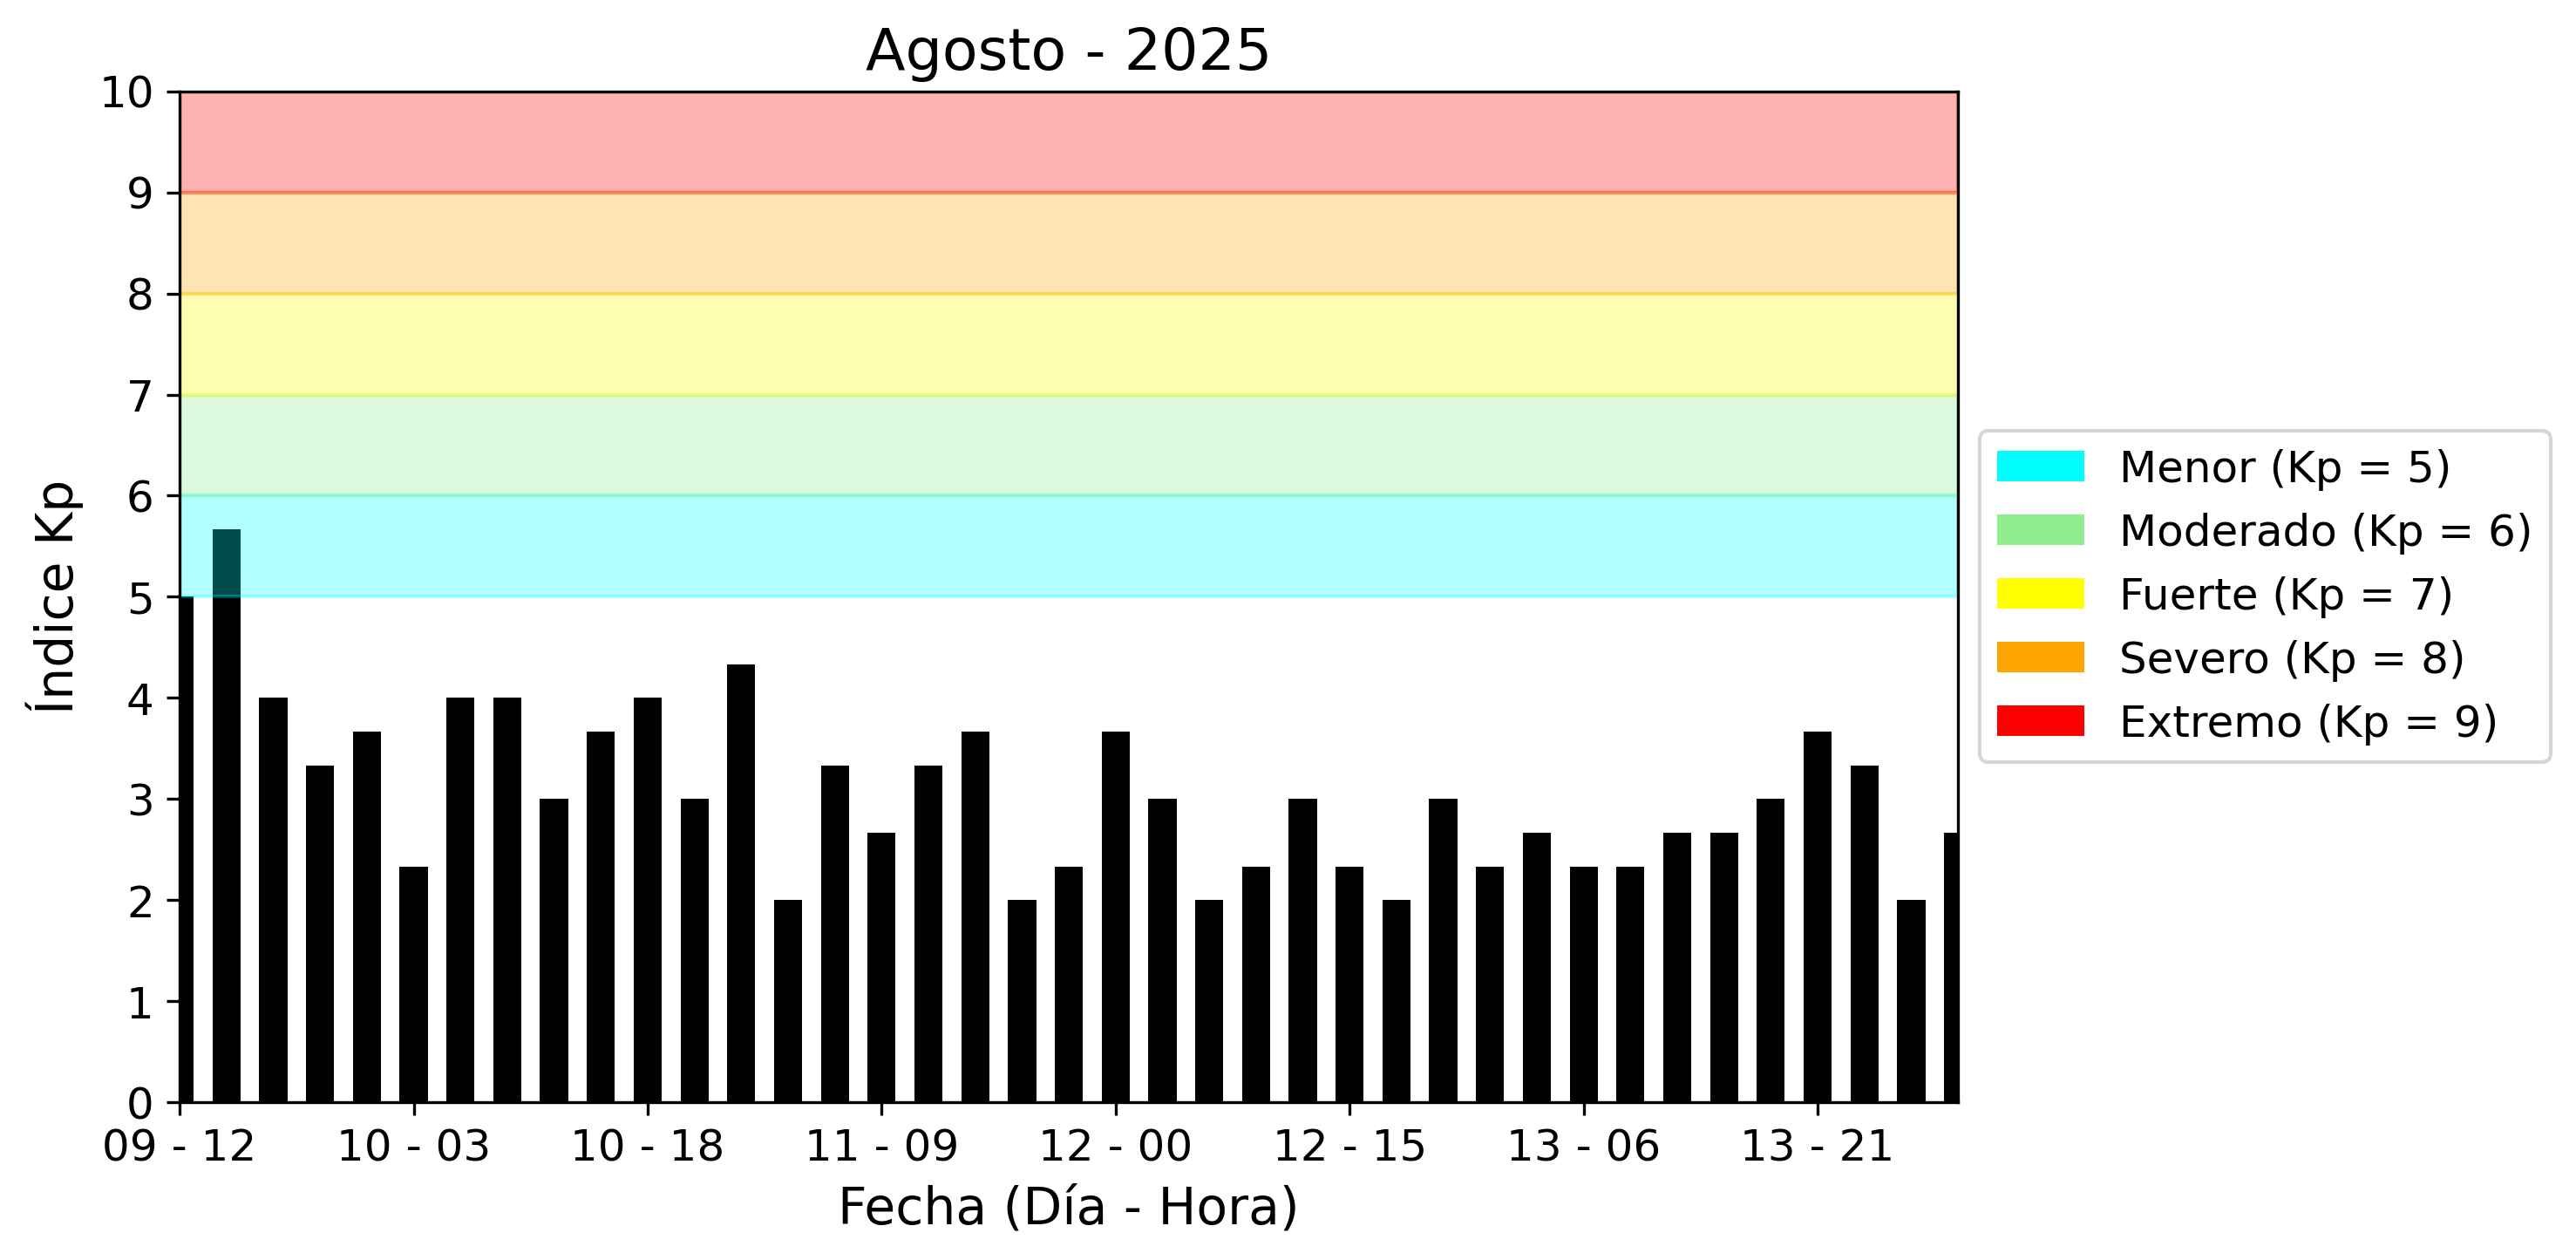 Agosto - 2025
10
9
8
7
6
5
4
3
2
1
0
Índice Kp
09 - 12
10 - 03
10 - 18
11 - 09
12 - 00
12 - 15
13 - 06
13 - 21
Fecha (Día - Hora)
Menor (Kp = 5)
Moderado (Kp = 6)
Fuerte (Kp = 7)
Severo (Kp = 8)
Extremo (Kp = 9)